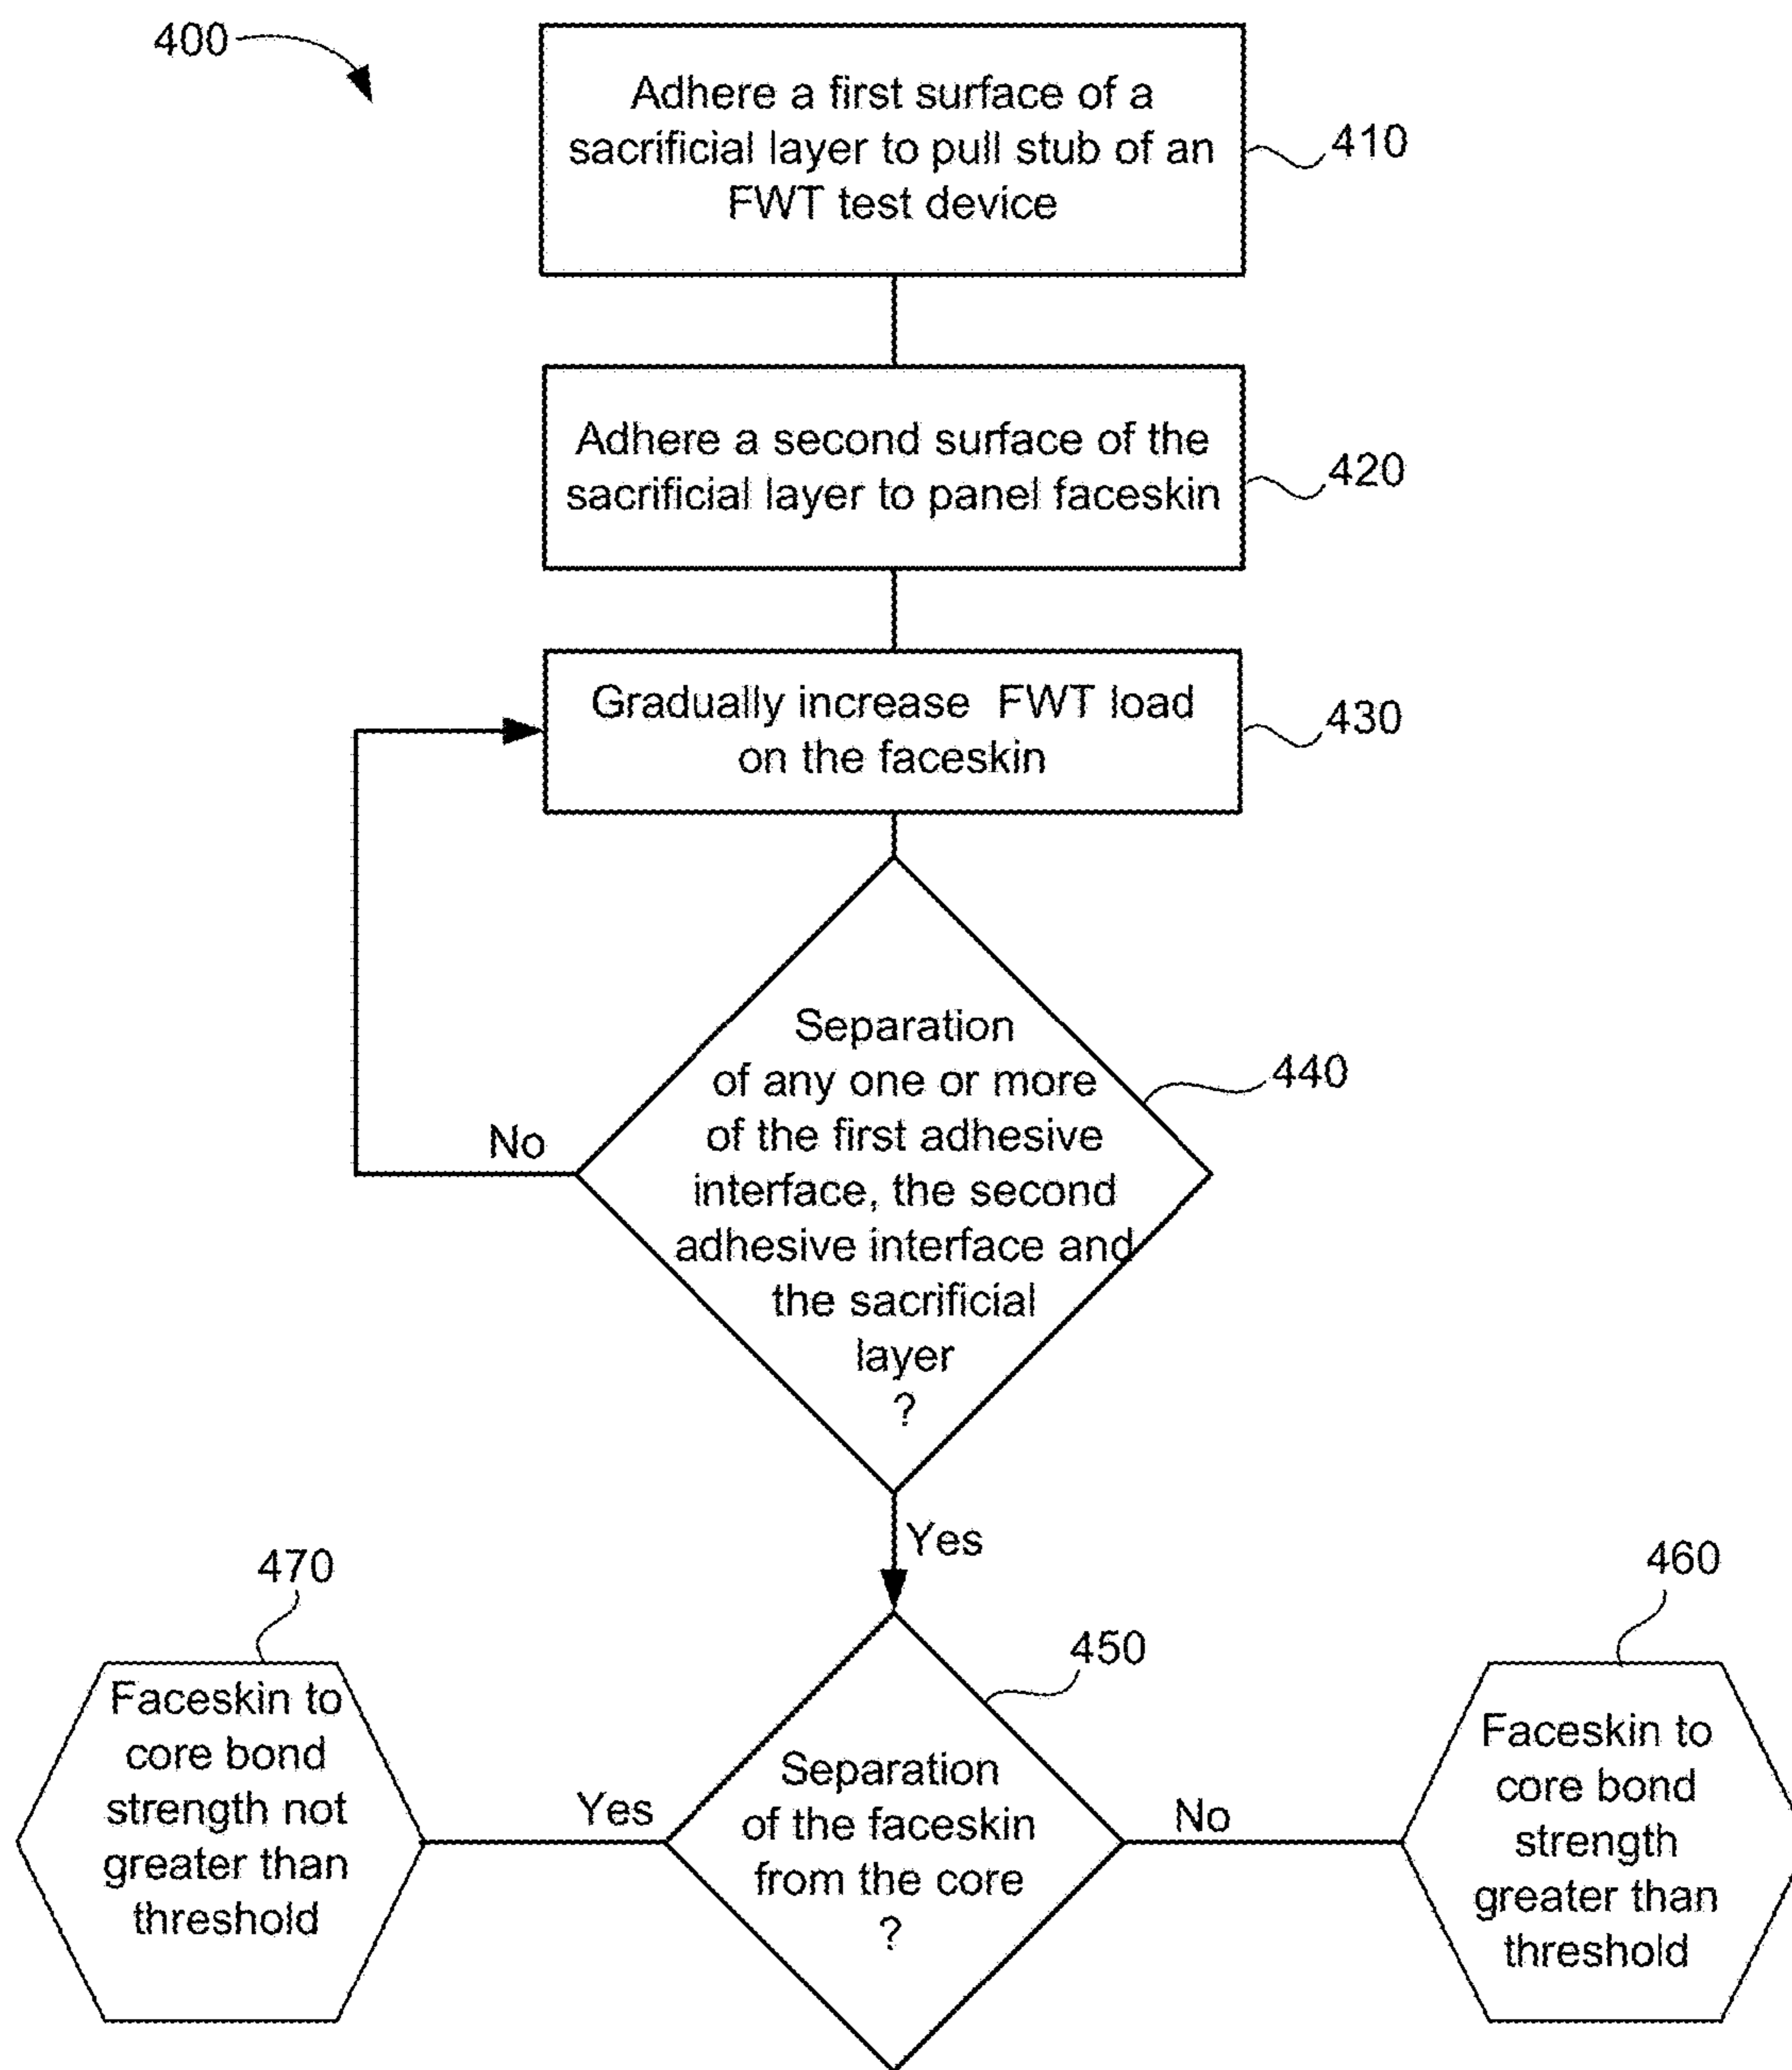 400
Adhere a first surface of a
sacrificial layer to pull stub of an
FWT test device
410
Adhere a second surface of the
sacrificial layer to panel faceskin
420
Gradually increase FWT load
on the faceskin
430
Separation
of any one or more
of the first adhesive
interface, the second
adhesive interface and
the sacrificial
layer
?
440
No
Yes
470
Faceskin to
core bond
strength not
greater than
threshold
Yes
450
Separation
of the faceskin
from the core
?
No
460
Faceskin to
core bond
strength
greater than
threshold